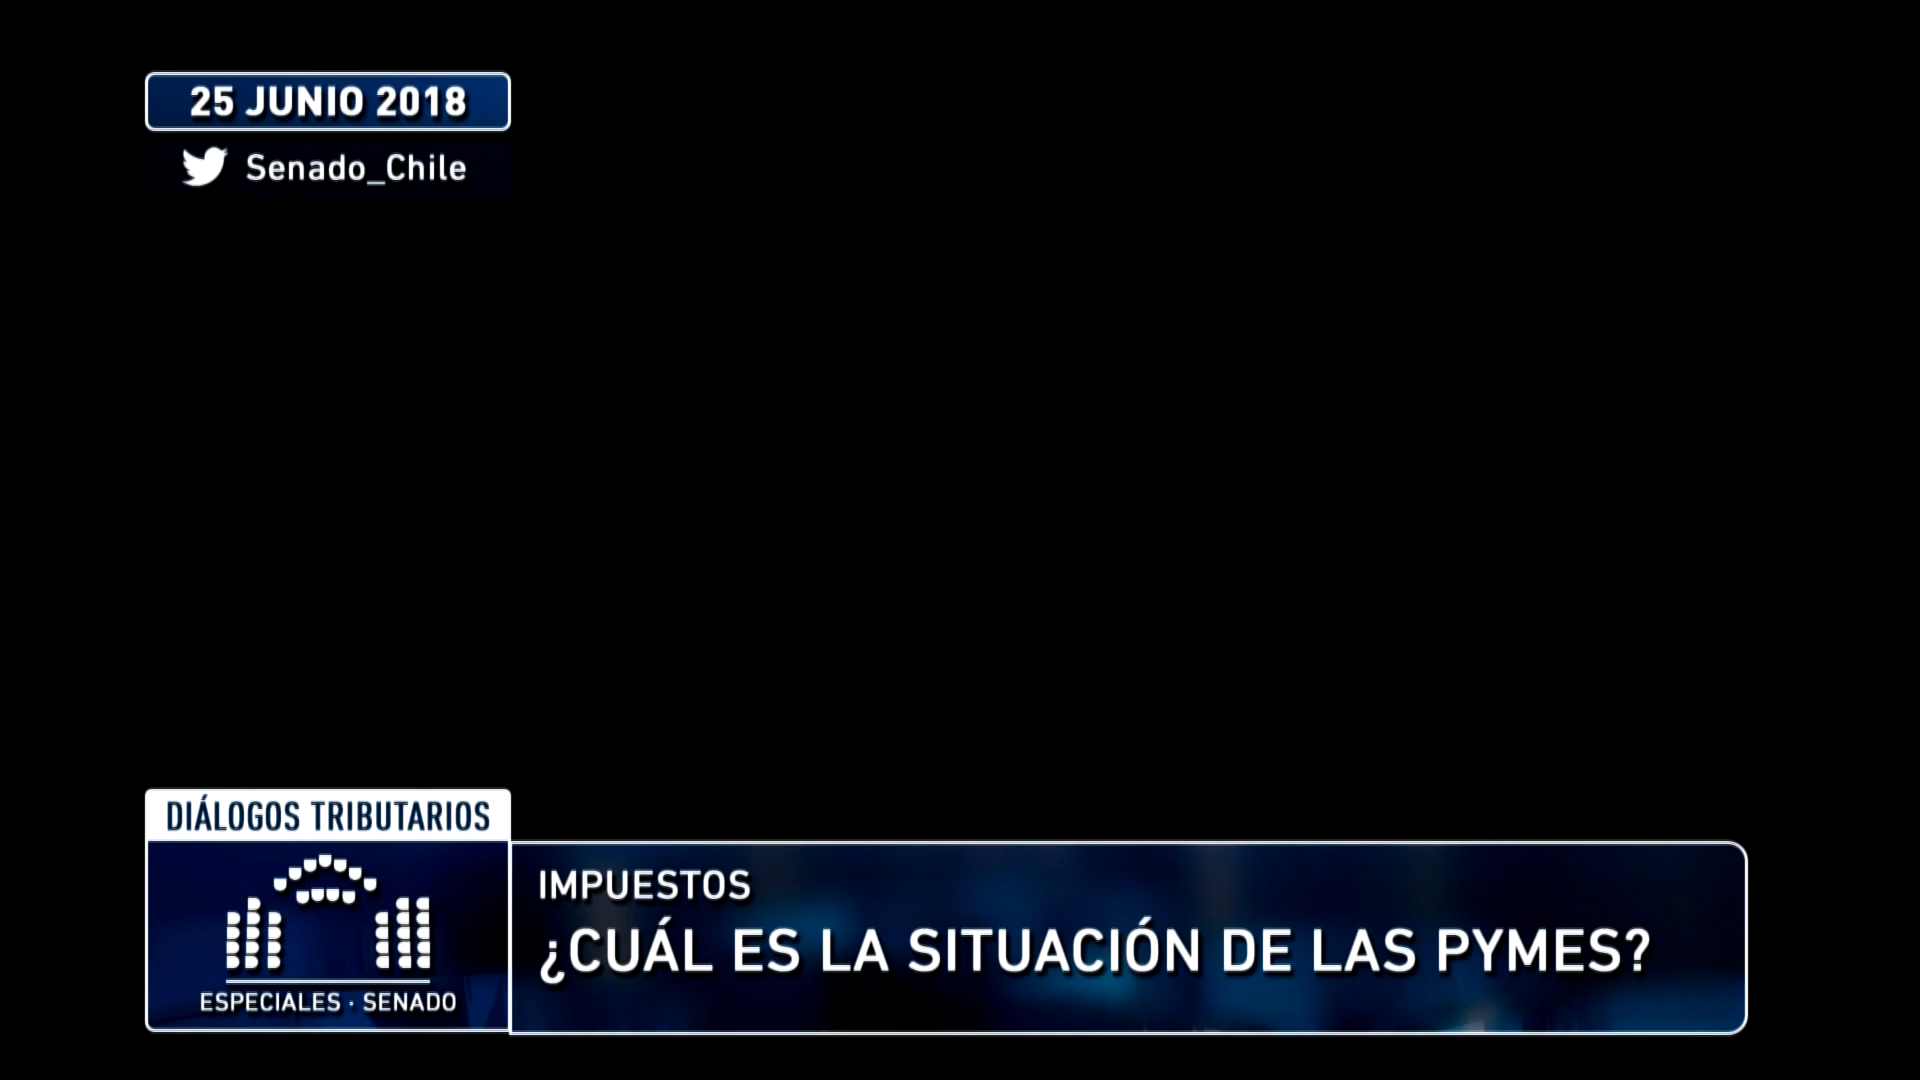 25 JUNIO 2018
Senado_Chile
DIÁLOGOS TRIBUTARIOS
ESPECIALES · SENADO
IMPUESTOS
¿CUÁL ES LA SITUACIÓN DE LAS PYMES?